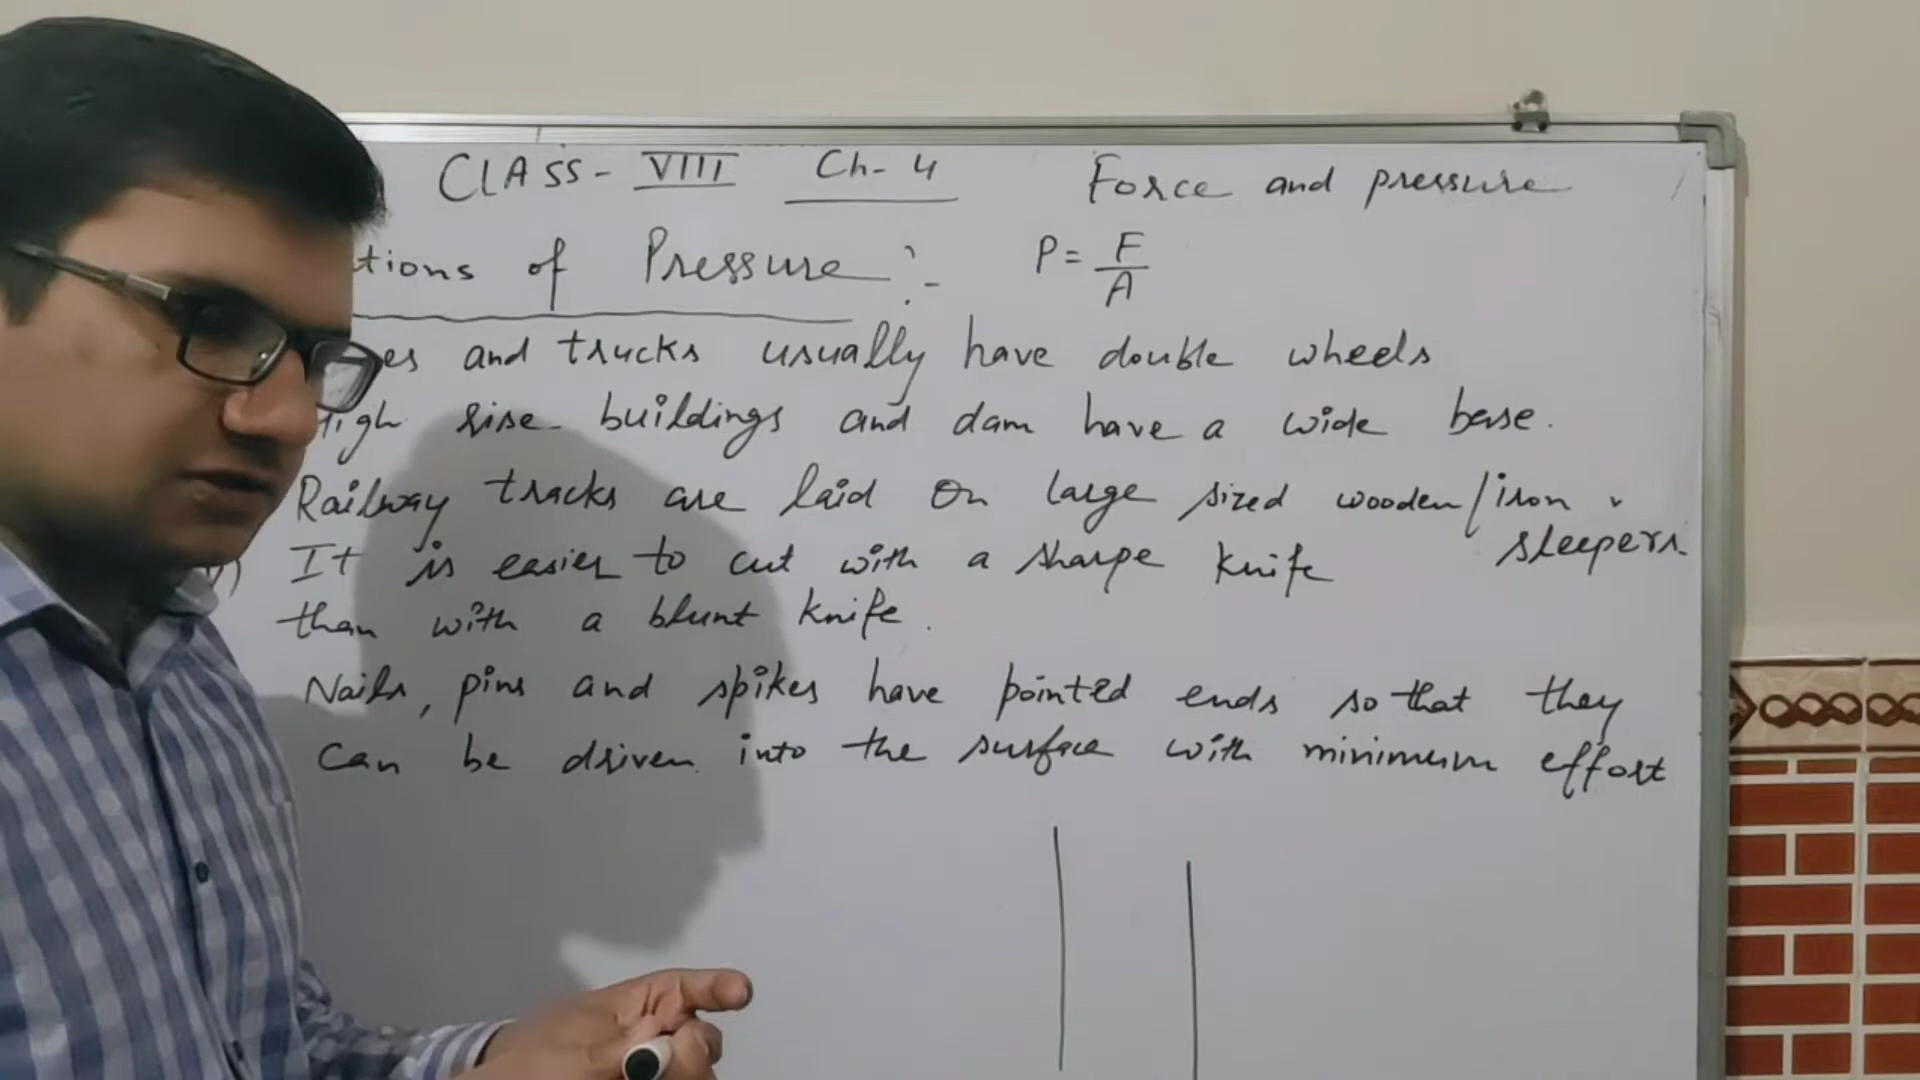 CLASS- VIII Ch- 4 Force and pressure
tions of Pressure :- P = F/A
es and trucks usually have double wheels
High rise buildings and dam have a wide base.
Railway tracks are laid on large sized wooden/iron
sleepers.
It is easier to cut with a sharpe knife
than with a blunt knife.
Nails, pins and spikes have pointed ends so that they
can be driven into the surface with minimum effort